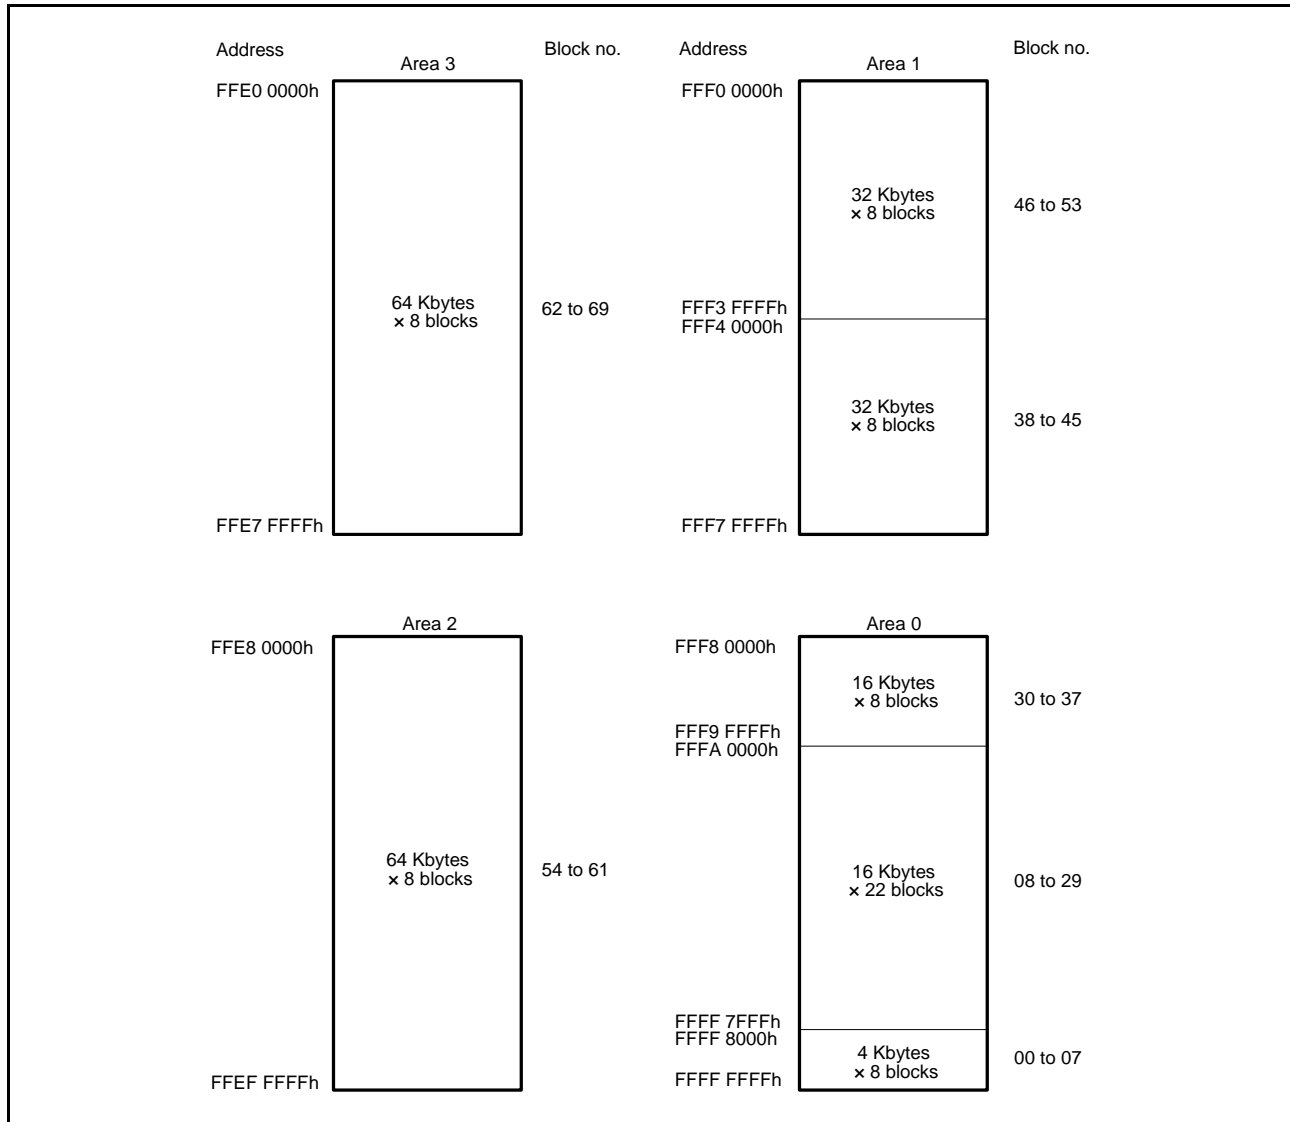 Address
Block no.
Area 3
FFE0 0000h
64 Kbytes
× 8 blocks
62 to 69
FFE7 FFFFh
Address
Block no.
Area 1
FFF0 0000h
32 Kbytes
× 8 blocks
46 to 53
FFF3 FFFFh
FFF4 0000h
32 Kbytes
× 8 blocks
38 to 45
FFF7 FFFFh
Area 2
FFE8 0000h
64 Kbytes
× 8 blocks
54 to 61
FFEF FFFFh
Area 0
FFF8 0000h
16 Kbytes
× 8 blocks
30 to 37
FFF9 FFFFh
FFFA 0000h
16 Kbytes
× 22 blocks
08 to 29
FFFF 7FFFh
FFFF 8000h
4 Kbytes
× 8 blocks
00 to 07
FFFF FFFFh